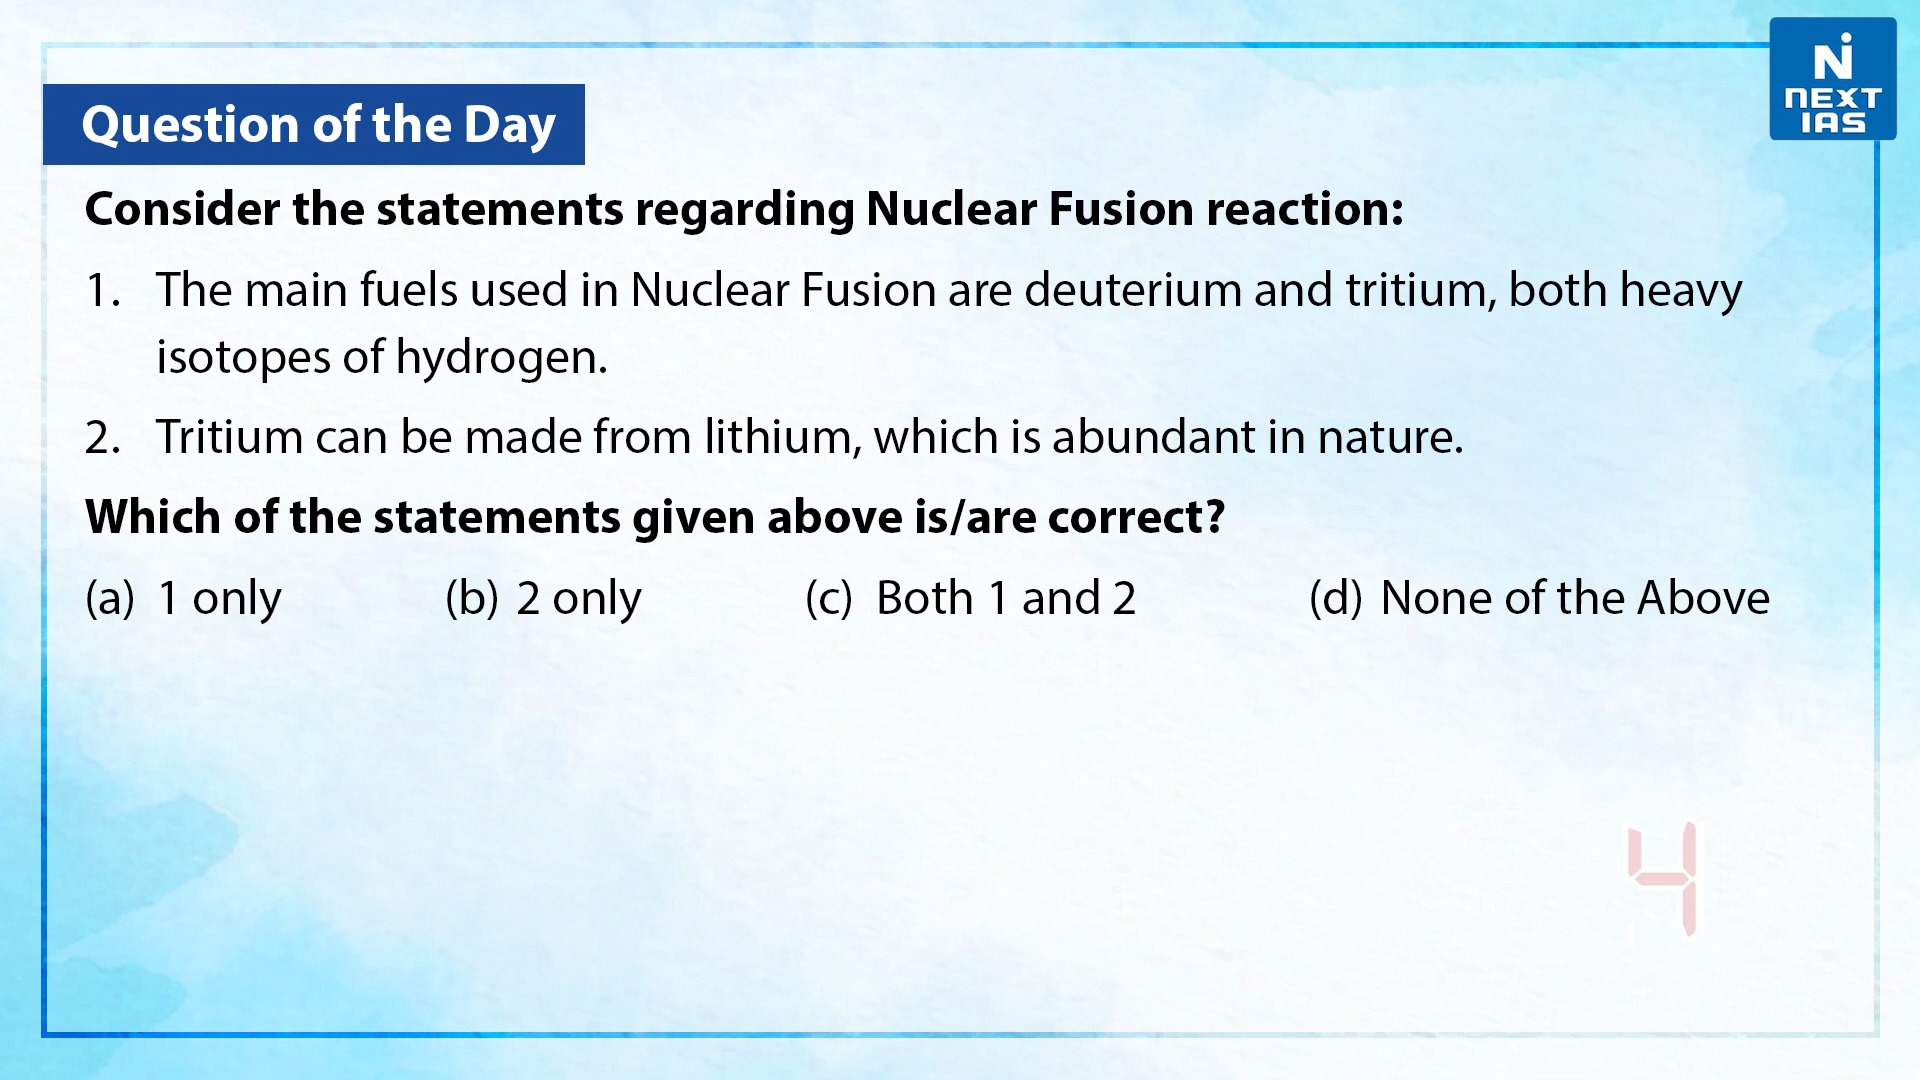 NEXT
IAS
Question of the Day
Consider the statements regarding Nuclear Fusion reaction:
1. The main fuels used in Nuclear Fusion are deuterium and tritium, both heavy
isotopes of hydrogen.
2. Tritium can be made from lithium, which is abundant in nature.
Which of the statements given above is/are correct?
(a) 1 only (b) 2 only (c) Both 1 and 2 (d) None of the Above
4